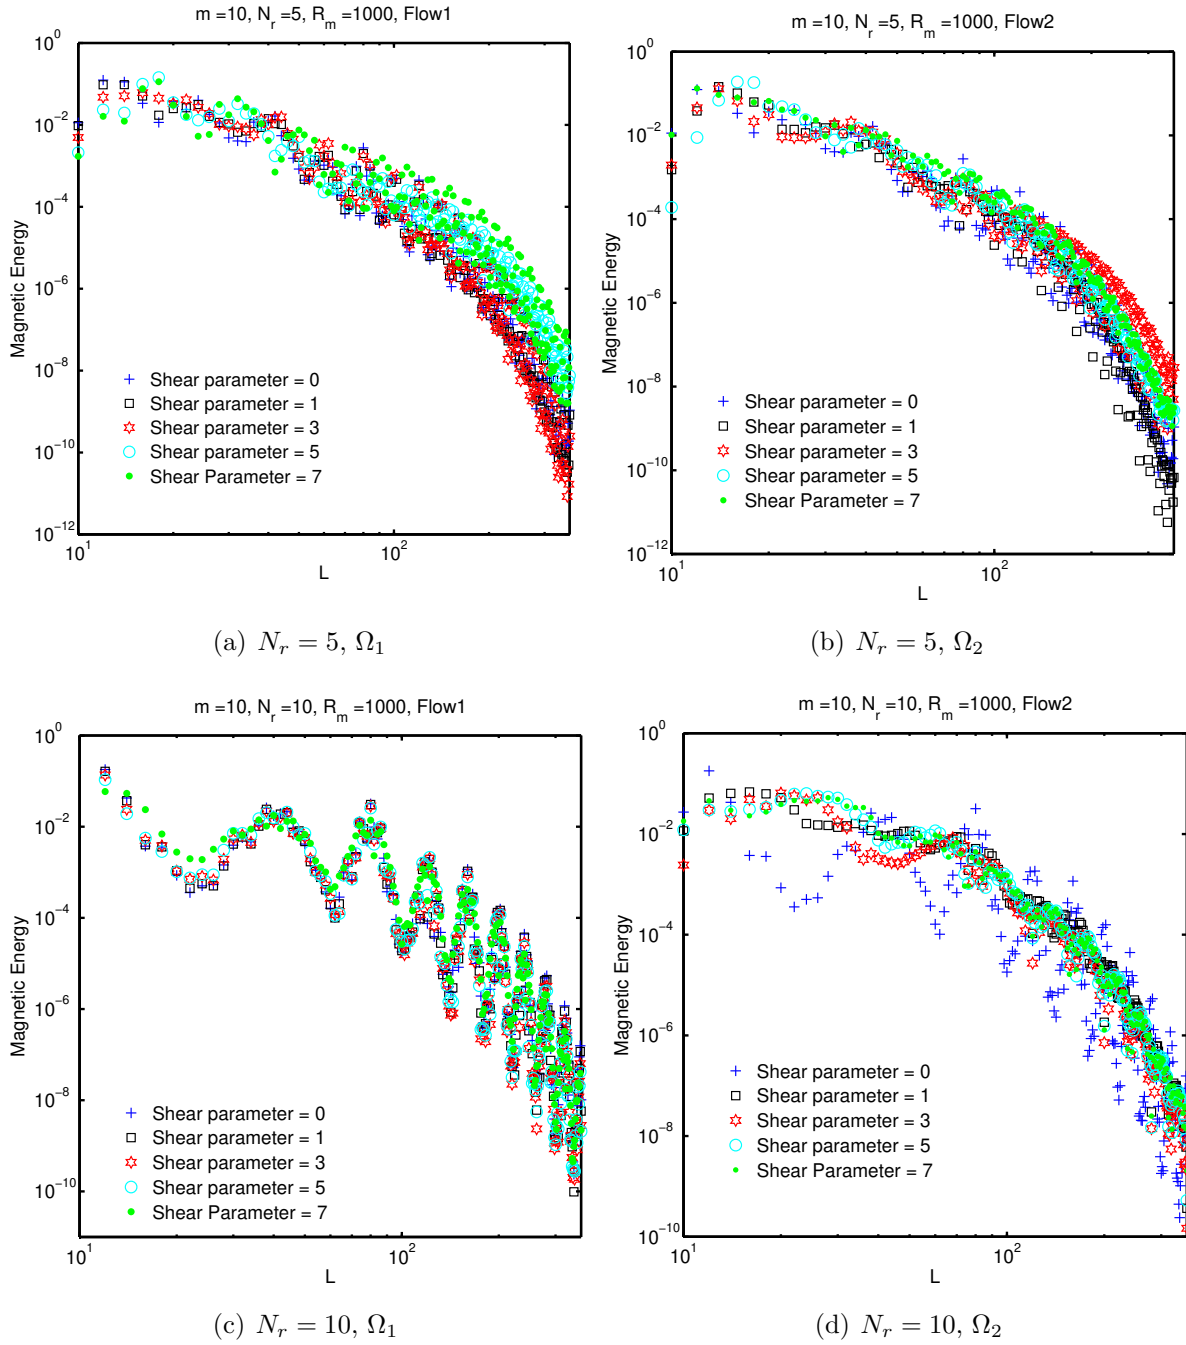 m =10, N_r =5, R_m =1000, Flow1
10^0
10^-2
10^-4
10^-6
10^-8
10^-10
10^-12
Magnetic Energy
Shear parameter = 0
Shear parameter = 1
Shear parameter = 3
Shear parameter = 5
Shear Parameter = 7
10^1
10^2
L
(a) N_r = 5, Ω_1
m =10, N_r =5, R_m =1000, Flow2
10^0
10^-2
10^-4
10^-6
10^-8
10^-10
10^-12
Magnetic Energy
Shear parameter = 0
Shear parameter = 1
Shear parameter = 3
Shear parameter = 5
Shear Parameter = 7
10^1
10^2
L
(b) N_r = 5, Ω_2
m =10, N_r =10, R_m =1000, Flow1
10^0
10^-2
10^-4
10^-6
10^-8
10^-10
Magnetic Energy
Shear parameter = 0
Shear parameter = 1
Shear parameter = 3
Shear parameter = 5
Shear Parameter = 7
10^1
10^2
L
(c) N_r = 10, Ω_1
m =10, N_r =10, R_m =1000, Flow2
10^0
10^-2
10^-4
10^-6
10^-8
10^-10
Magnetic Energy
Shear parameter = 0
Shear parameter = 1
Shear parameter = 3
Shear parameter = 5
Shear Parameter = 7
10^1
10^2
L
(d) N_r = 10, Ω_2